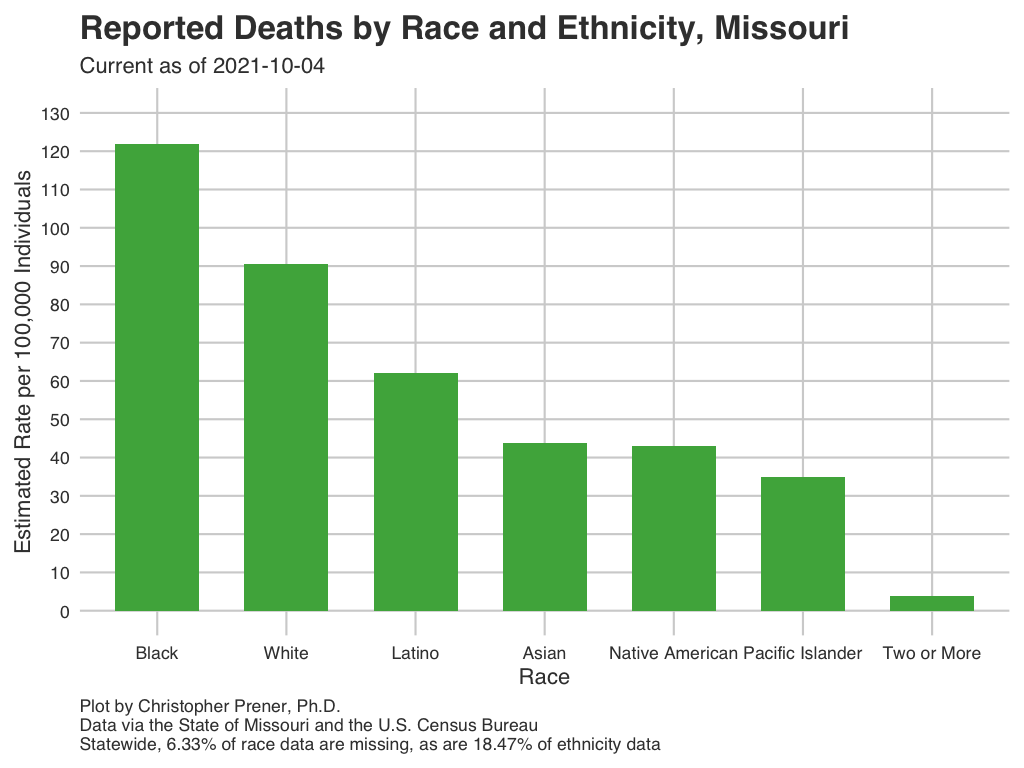 Reported Deaths by Race and Ethnicity, Missouri
Current as of 2021-10-04
Estimated Rate per 100,000 Individuals
130
120
110
100
90
80
70
60
50
40
30
20
10
0
Black White Latino Asian Native American Pacific Islander Two or More
Race
Plot by Christopher Prener, Ph.D.
Data via the State of Missouri and the U.S. Census Bureau
Statewide, 6.33% of race data are missing, as are 18.47% of ethnicity data